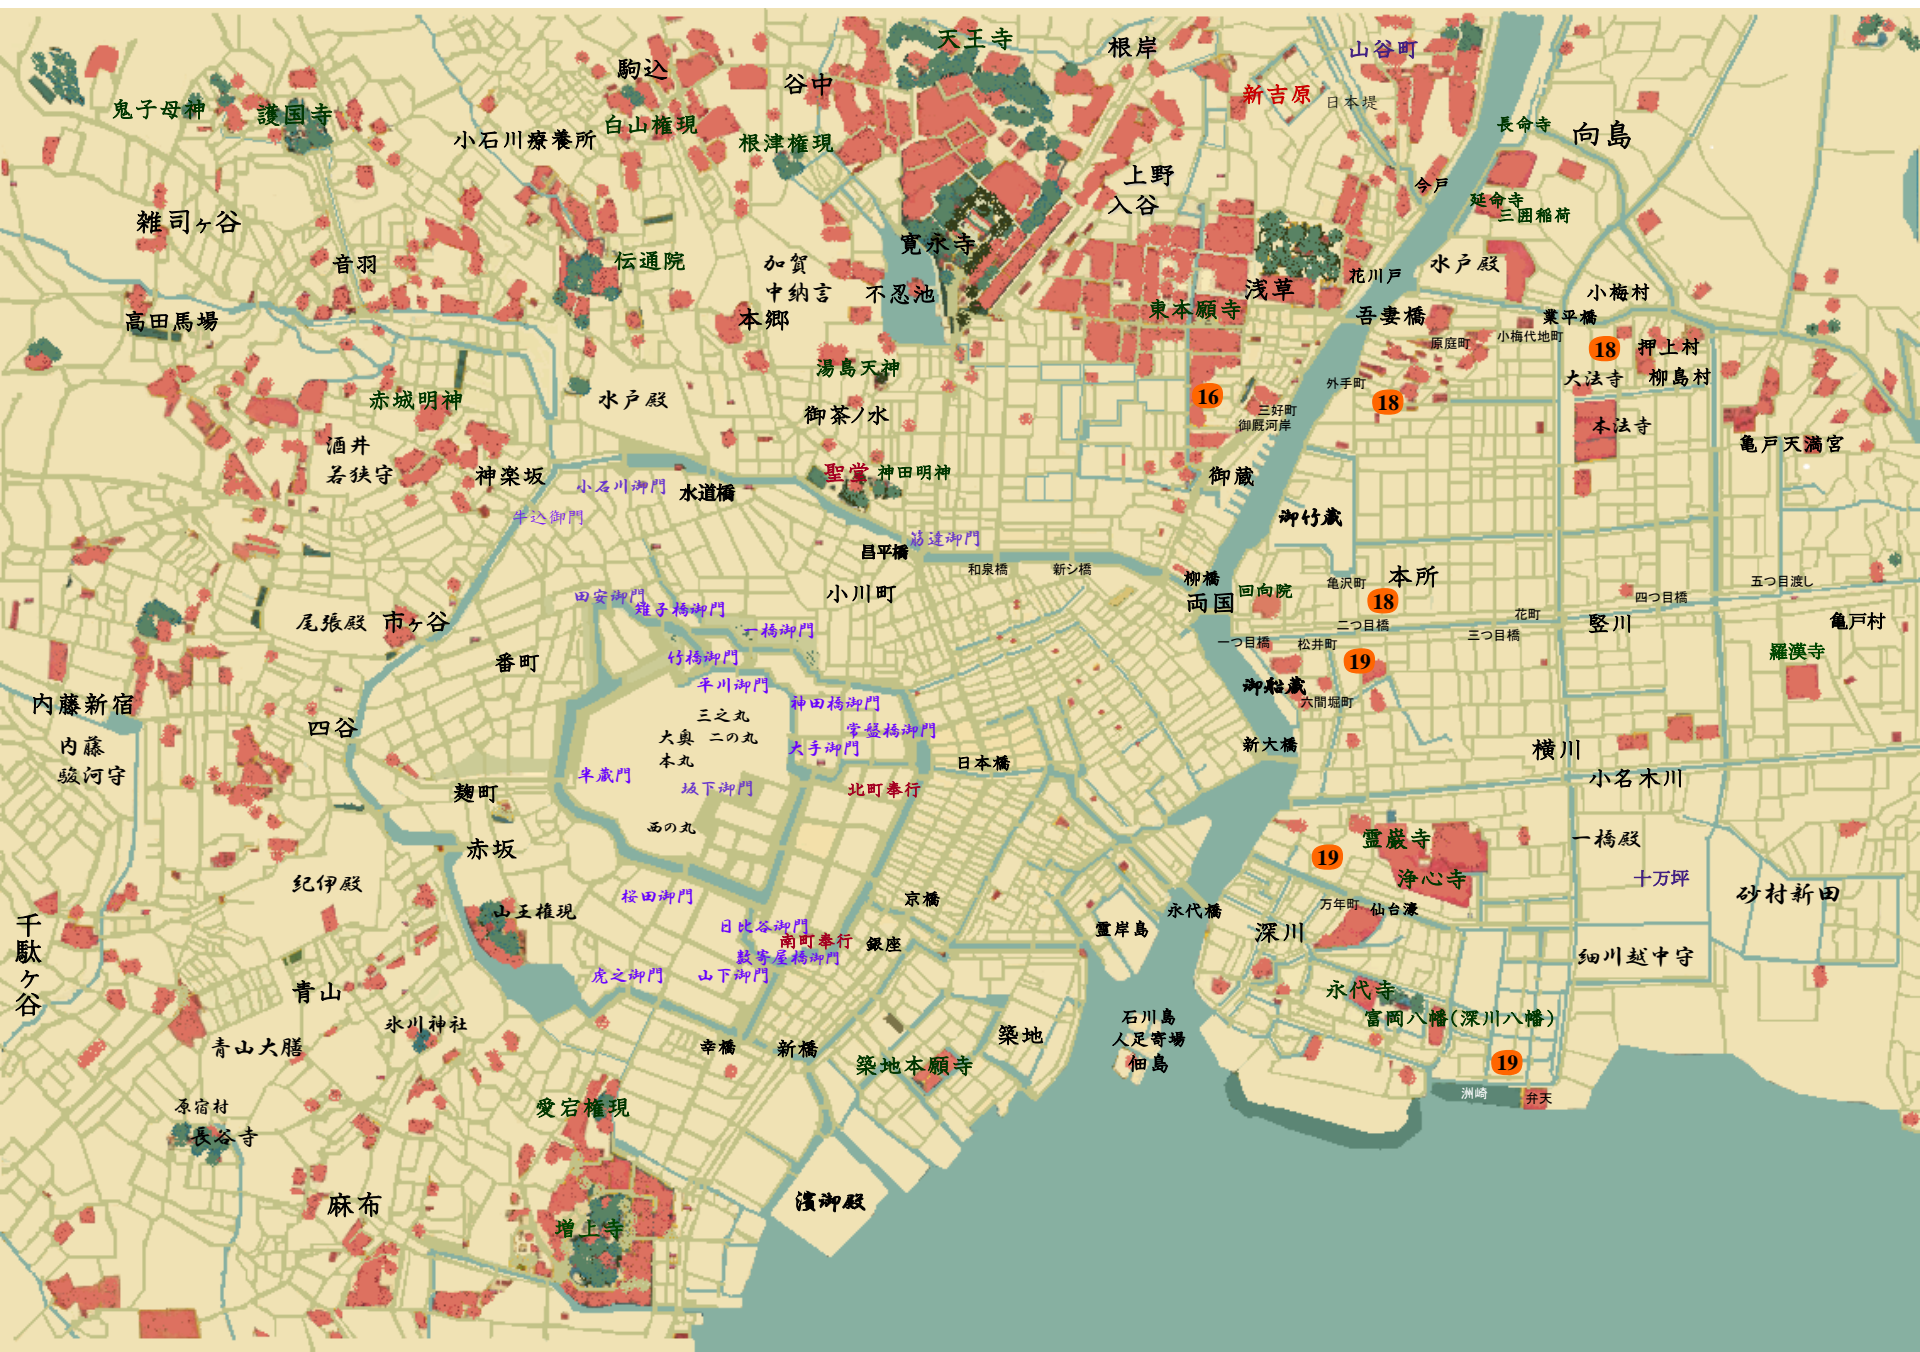 天王寺
根岸
山谷町
駒込
谷中
新吉原
日本堤
鬼子母神
護国寺
小石川療養所
白山権現
根津権現
長命寺
向島
上野
入谷
今戸
延命寺
三囲稲荷
雑司ヶ谷
音羽
伝通院
加賀
中納言
寛永寺
不忍池
浅草
花川戸
水戸殿
小梅村
高田馬場
本郷
東本願寺
吾妻橋
業平橋
原庭町
小梅代地町
18
押上村
湯島天神
外手町
大法寺
柳島村
赤城明神
水戸殿
御茶ノ水
16
三好町
御厩河岸
18
本法寺
亀戸天満宮
酒井
若狭守
神楽坂
聖堂
神田明神
御蔵
小石川御門
水道橋
牛込御門
御竹蔵
筋違御門
昌平橋
和泉橋
新シ橋
柳橋
両国
回向院
亀沢町
本所
18
五つ目渡し
四つ目橋
小川町
田安御門
雉子橋御門
一橋御門
尾張殿
市ヶ谷
一つ目橋
松井町
二つ目橋
花町
三つ目橋
竪川
亀戸村
羅漢寺
番町
竹橋御門
平川御門
19
御船蔵
六間堀町
内藤新宿
四谷
三之丸
神田橋御門
大奥
二の丸
常盤橋御門
大手御門
本丸
内藤
駿河守
新大橋
横川
日本橋
半蔵門
坂下御門
北町奉行
小名木川
麹町
西の丸
赤坂
霊巌寺
一橋殿
19
浄心寺
十万坪
砂村新田
紀伊殿
桜田御門
京橋
山王権現
永代橋
万年町
仙台濠
日比谷御門
南町奉行
銀座
霊岸島
深川
千駄ヶ谷
数寄屋橋御門
細川越中守
虎之御門
山下御門
青山
永代寺
氷川神社
石川島
人足寄場
佃島
富岡八幡(深川八幡)
青山大膳
幸橋
新橋
築地
築地本願寺
19
洲崎
弁天
原宿村
長谷寺
愛宕権現
麻布
濱御殿
増上寺